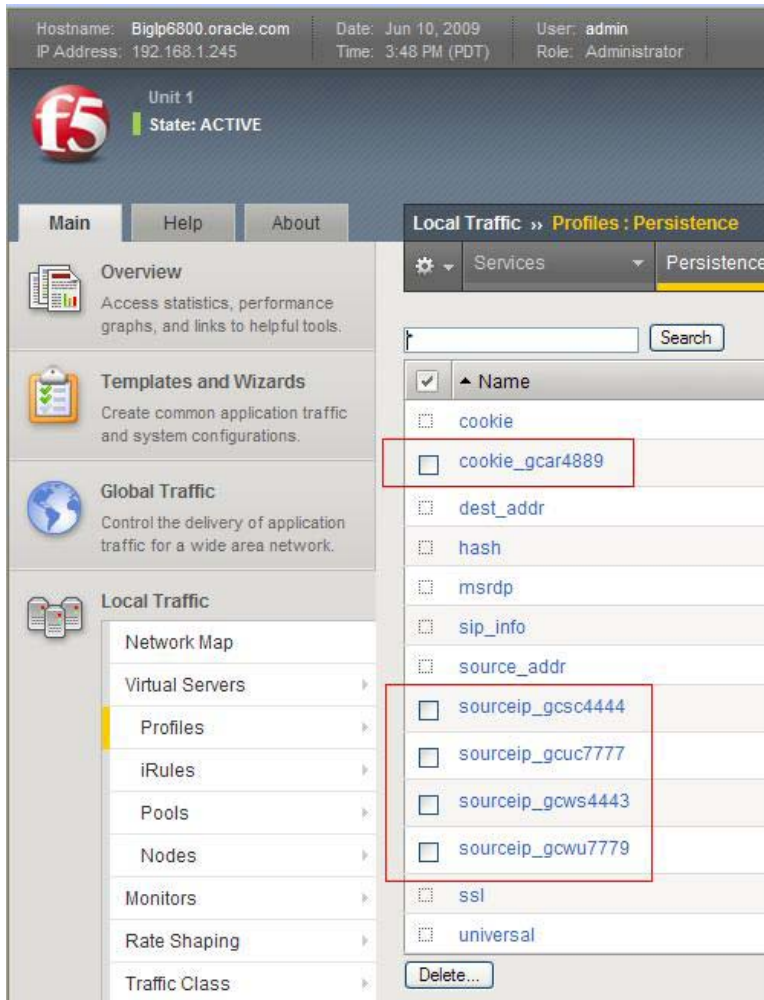 Hostname: BigIp6800.oracle.com Date: Jun 10, 2009 User: admin
IP Address: 192.168.1.245 Time: 3:48 PM (PDT) Role: Administrator
f5
Unit 1
State: ACTIVE
Main Help About
Local Traffic ›› Profiles : Persistence
Services Persistence
Overview
Access statistics, performance
graphs, and links to helpful tools.
Templates and Wizards
Create common application traffic
and system configurations.
Global Traffic
Control the delivery of application
traffic for a wide area network.
Local Traffic
Network Map
Virtual Servers
Profiles
iRules
Pools
Nodes
Monitors
Rate Shaping
Traffic Class
* Search
Name
cookie
cookie_gcar4889
dest_addr
hash
msrdp
sip_info
source_addr
sourceip_gcsc4444
sourceip_gcuc7777
sourceip_gcws4443
sourceip_gcwu7779
ssl
universal
Delete...